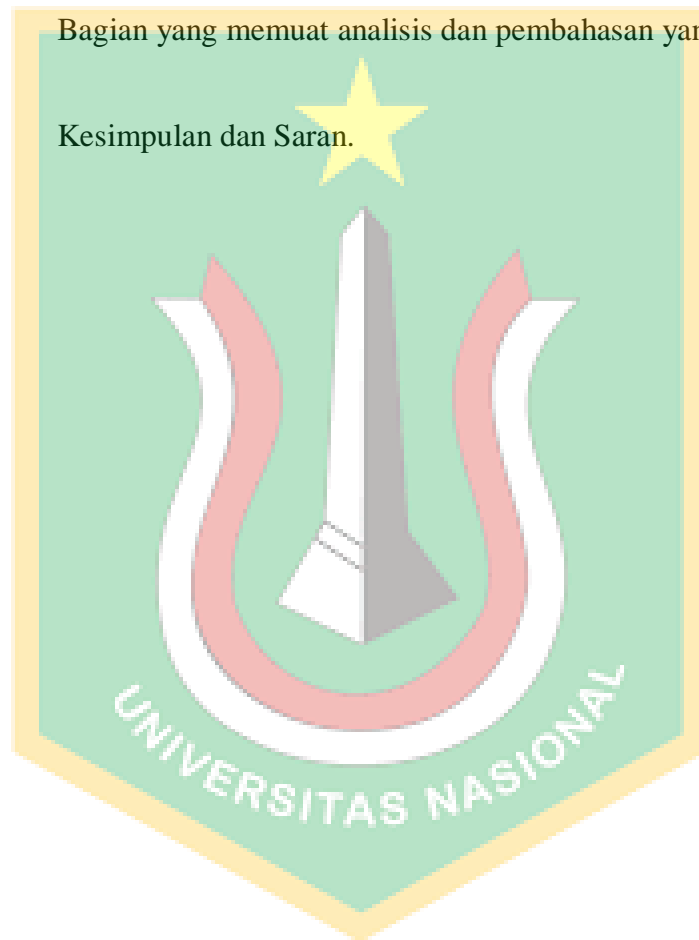 Bagian yang memuat analisis dan pembahasan
Kesimpulan dan Saran.
UNIVERSITAS NASIONAL